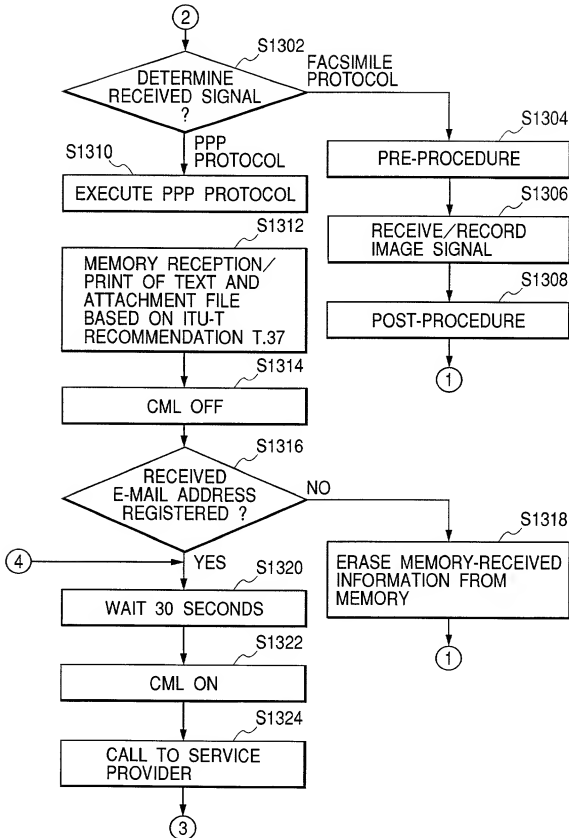 2
S1302
DETERMINE
RECEIVED SIGNAL
?
FACSIMILE
PROTOCOL
PPP
PROTOCOL
S1304
PRE-PROCEDURE
S1306
RECEIVE/RECORD
IMAGE SIGNAL
S1308
POST-PROCEDURE
1
S1310
EXECUTE PPP PROTOCOL
S1312
MEMORY RECEPTION/
PRINT OF TEXT AND
ATTACHMENT FILE
BASED ON ITU-T
RECOMMENDATION T.37
S1314
CML OFF
S1316
RECEIVED
E-MAIL ADDRESS
REGISTERED ?
NO
S1318
ERASE MEMORY-RECEIVED
INFORMATION FROM
MEMORY
1
4
YES
S1320
WAIT 30 SECONDS
S1322
CML ON
S1324
CALL TO SERVICE
PROVIDER
3